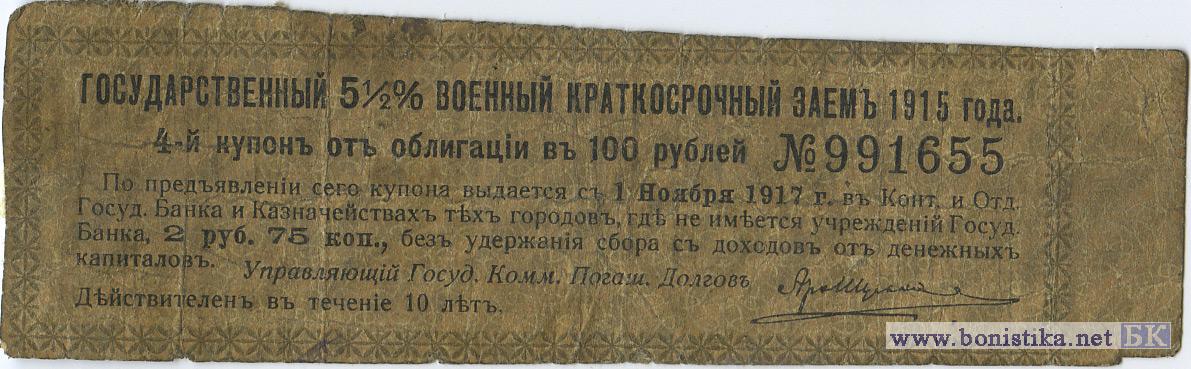 ГОСУДАРСТВЕННЫЙ 5½% ВОЕННЫЙ КРАТКОСРОЧНЫЙ ЗАЕМЪ 1915 года.
4-й купонъ отъ облигаціи въ 100 рублей №991655
По предъявленіи сего купона выдается съ 1 Ноября 1917 г. въ Конт. и Отд.
Госуд. Банка и Казначействахъ тѣхъ городовъ, гдѣ не имѣется учрежденій Госуд.
Банка, 2 руб. 75 коп., безъ удержанія сбора съ доходовъ отъ денежныхъ
капиталовъ.
Управляющій Госуд. Комм. Погаш. Долговъ
Дѣйствителенъ въ теченіе 10 лѣтъ.
www.bonistika.net БК